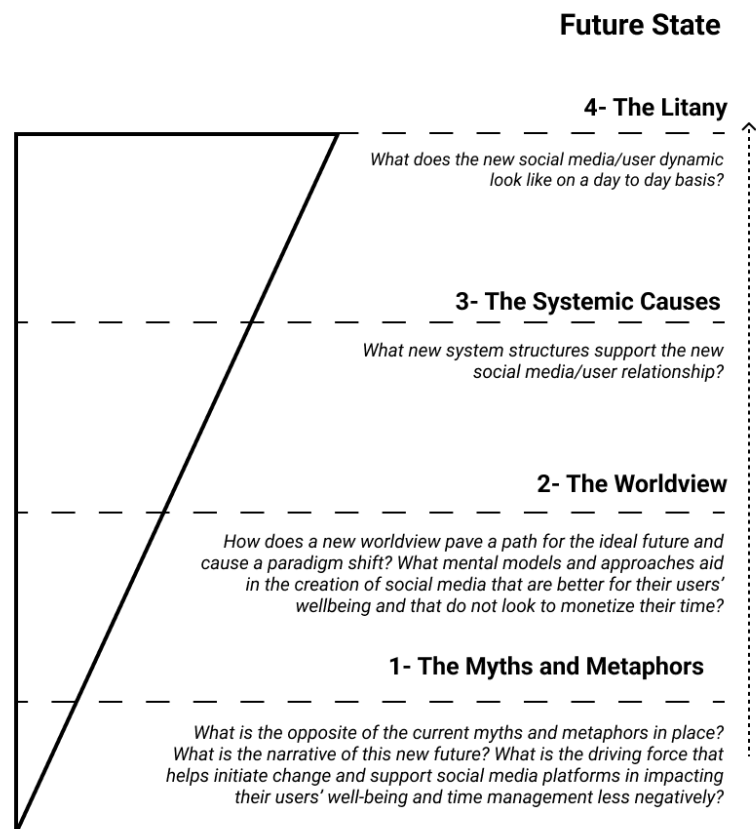 Future State
4- The Litany
What does the new social media/user dynamic
look like on a day to day basis?
3- The Systemic Causes
What new system structures support the new
social media/user relationship?
2- The Worldview
How does a new worldview pave a path for the ideal future and
cause a paradigm shift? What mental models and approaches aid
in the creation of social media that are better for their users’
wellbeing and that do not look to monetize their time?
1- The Myths and Metaphors
What is the opposite of the current myths and metaphors in place?
What is the narrative of this new future? What is the driving force that
helps initiate change and support social media platforms in impacting
their users’ well-being and time management less negatively?